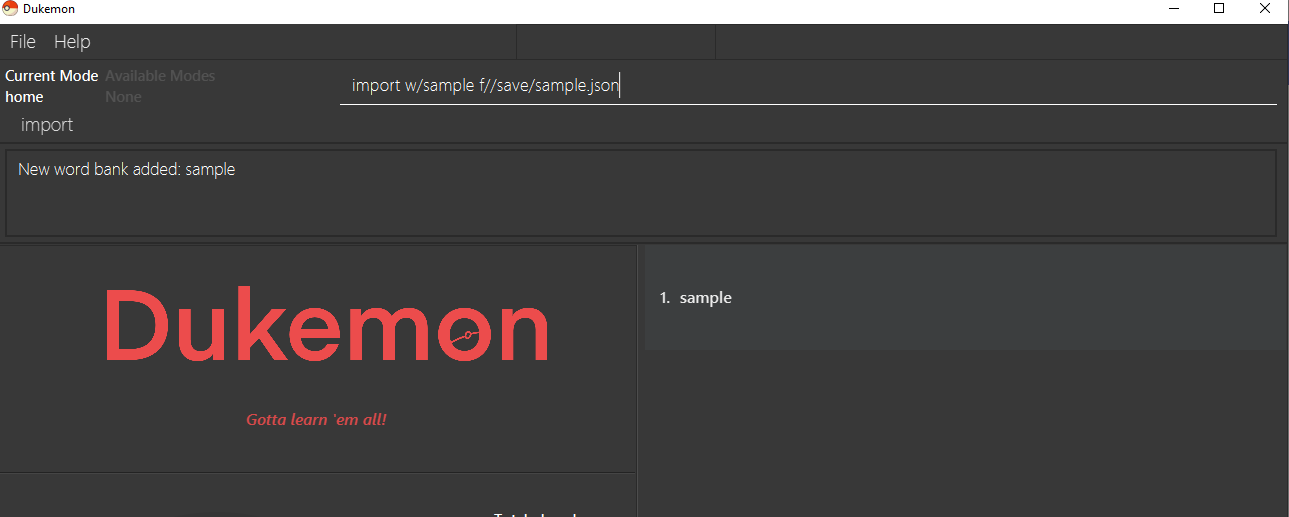 Dukemon
File Help
Current Mode Available Modes
home None
import w/sample f//save/sample.json
import
New word bank added: sample
Dukemon
Gotta learn 'em all!
1. sample